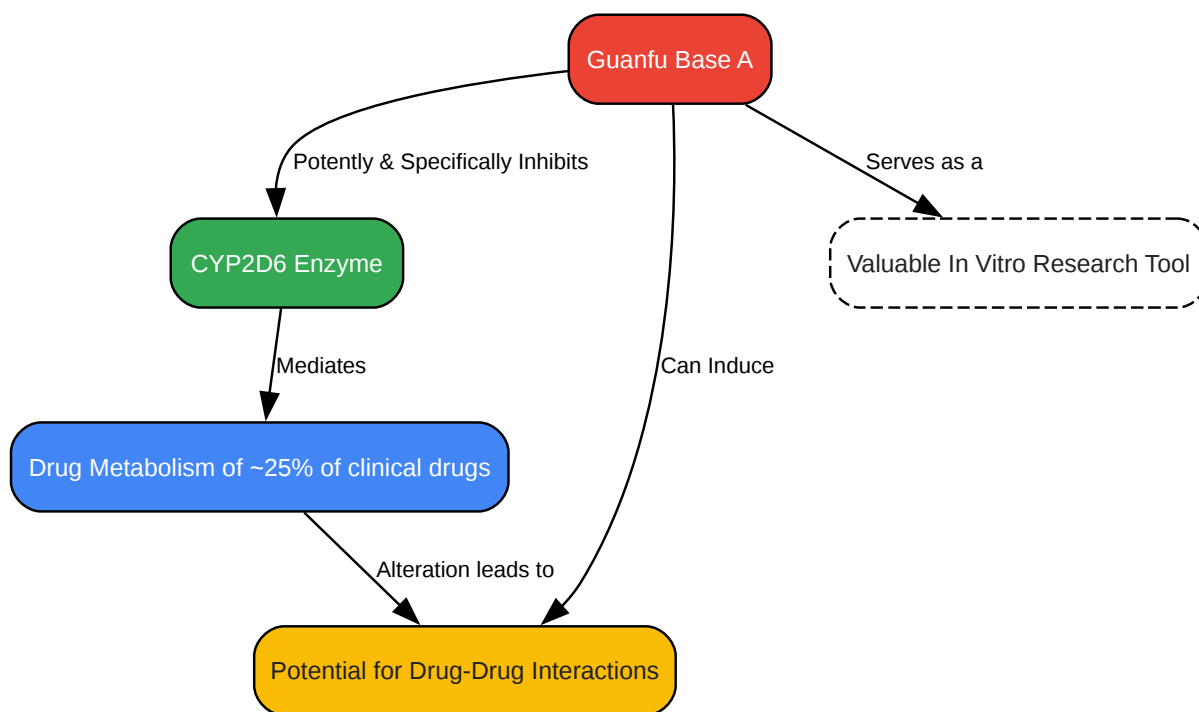 Guanfu Base A
Potently & Specifically Inhibits
Serves as a
CYP2D6 Enzyme
Valuable In Vitro Research Tool
Mediates
Can Induce
Drug Metabolism of ~25% of clinical drugs
Alteration leads to
Potential for Drug-Drug Interactions